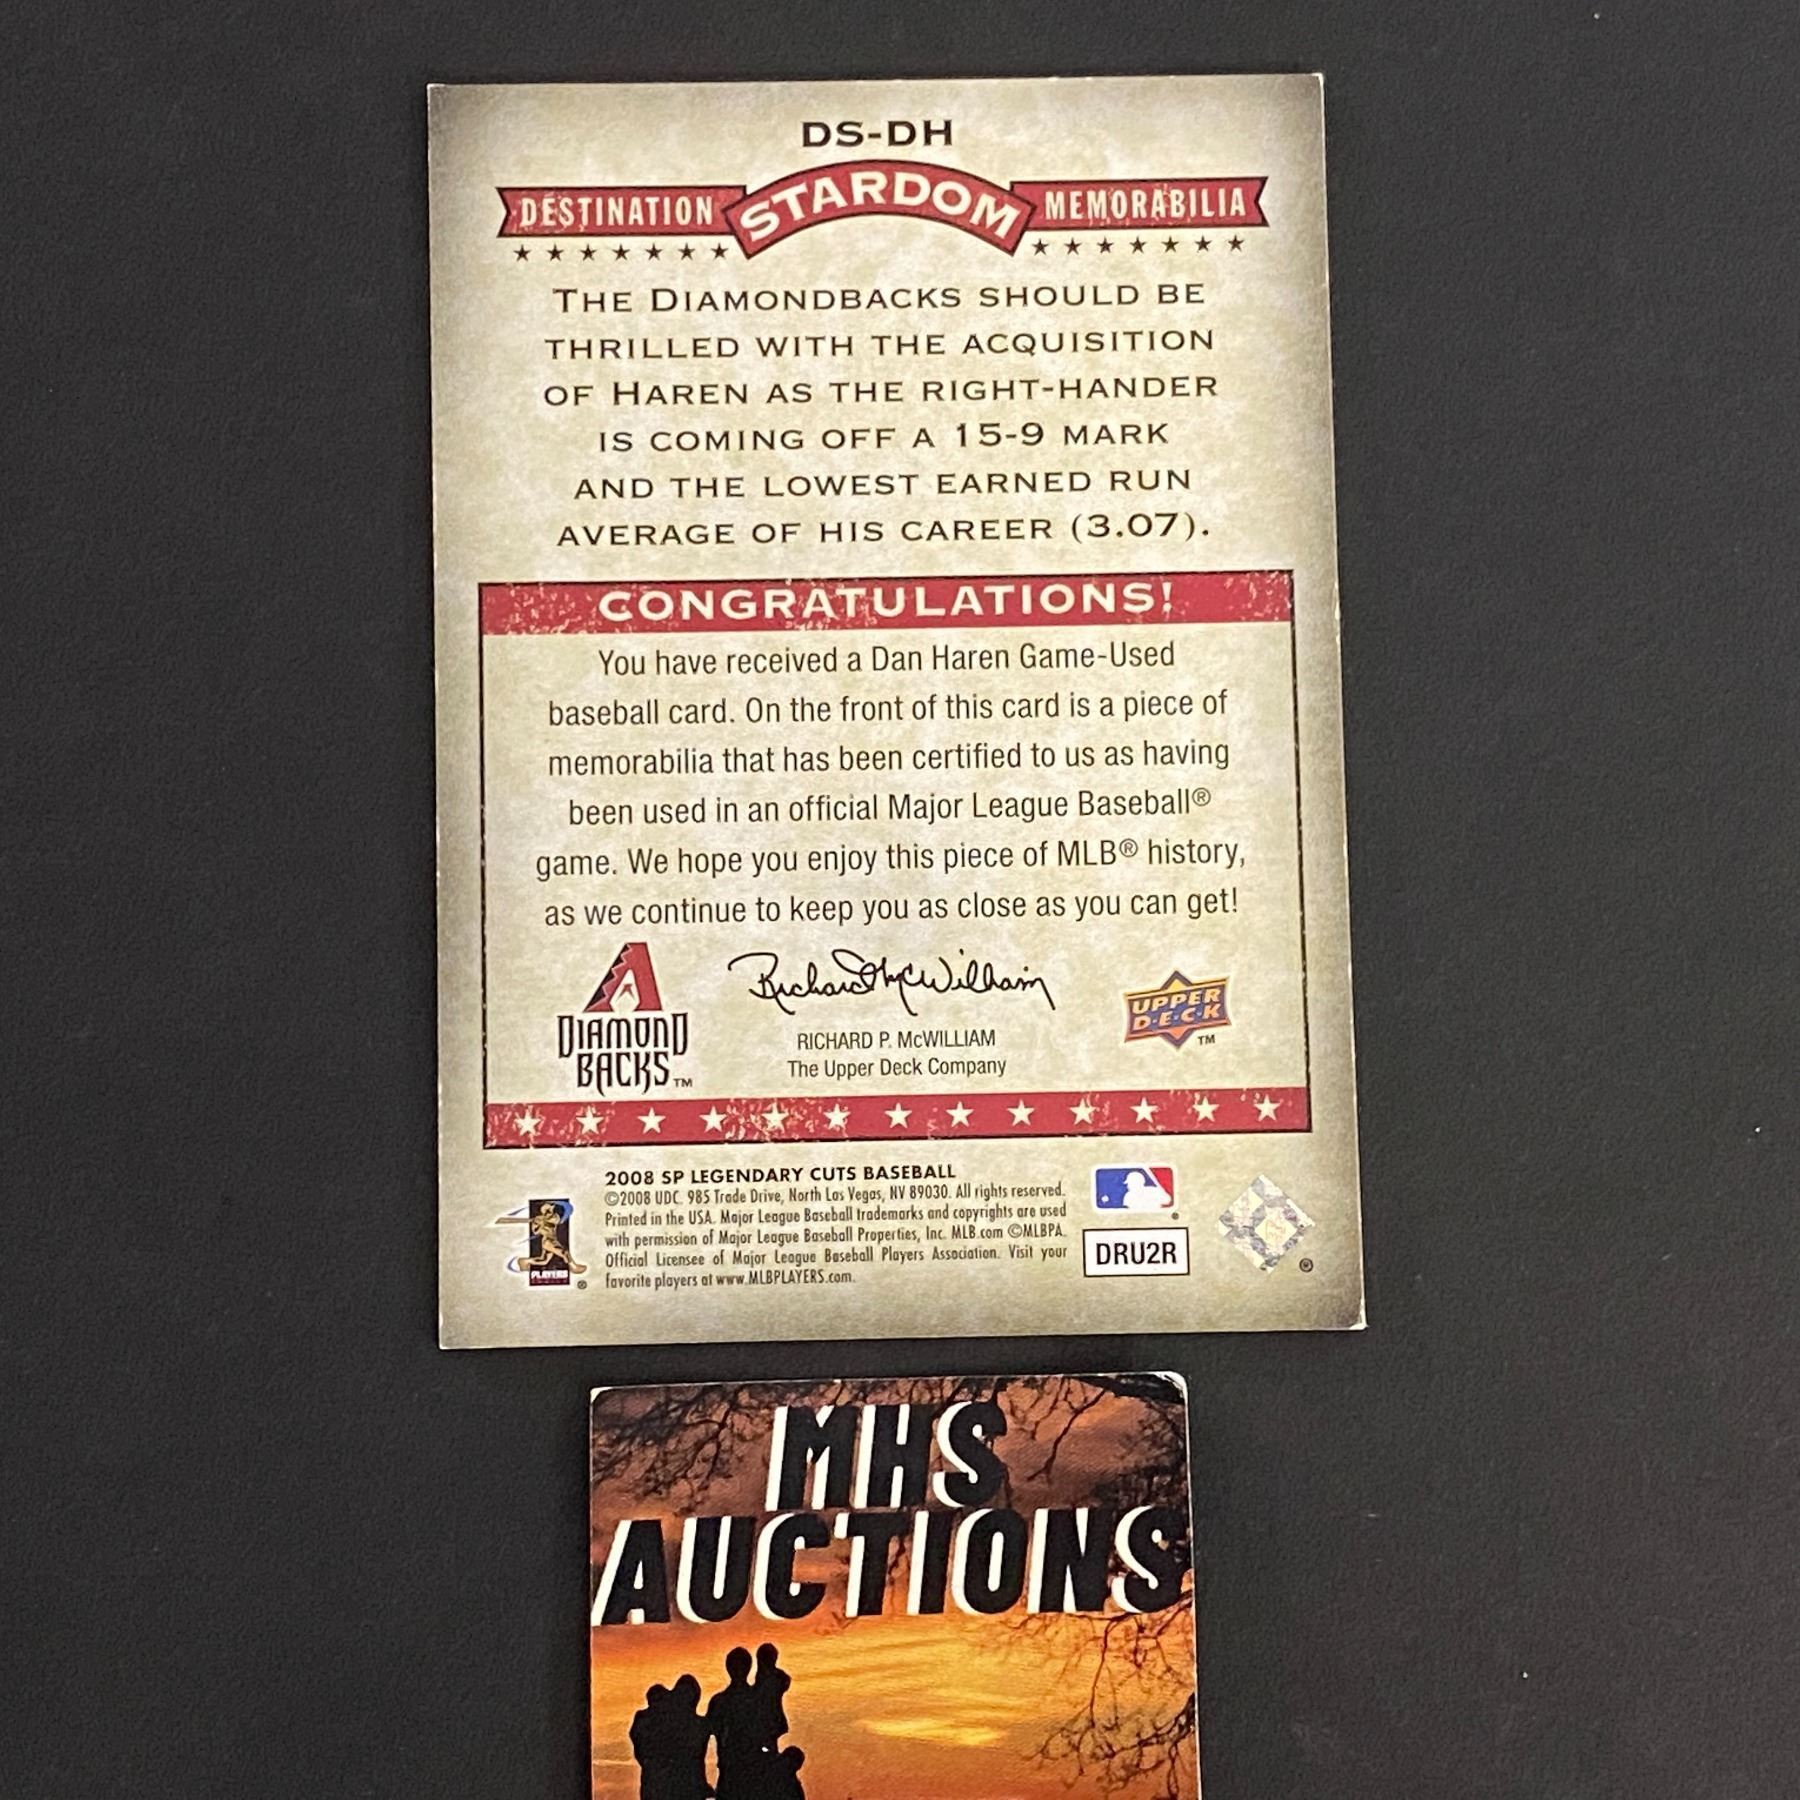 DS-DH
DESTINATION STARDOM MEMORABILIA
THE DIAMONDBACKS SHOULD BE
THRILLED WITH THE ACQUISITION
OF HAREN AS THE RIGHT-HANDER
IS COMING OFF A 15-9 MARK
AND THE LOWEST EARNED RUN
AVERAGE OF HIS CAREER (3.07).
CONGRATULATIONS!
You have received a Dan Haren Game-Used
baseball card. On the front of this card is a piece of
memorabilia that has been certified to us as having
been used in an official Major League Baseball®
game. We hope you enjoy this piece of MLB® history,
as we continue to keep you as close as you can get!
DIAMOND
BACKS™
Richard McWilliam
RICHARD P. McWILLIAM
The Upper Deck Company
UPPER
D·E·C·K
™
2008 SP LEGENDARY CUTS BASEBALL
©2008 UDC. 985 Trade Drive, North Las Vegas, NV 89030. All rights reserved.
Printed in the USA. Major League Baseball trademarks and copyrights are used
with permission of Major League Baseball Properties, Inc. MLB.com ©MLBPA.
Official Licensee of Major League Baseball Players Association. Visit your
favorite players at www.MLBPLAYERS.com.
PLAYERS
®
®
DRU2R
®
MHS
AUCTIONS